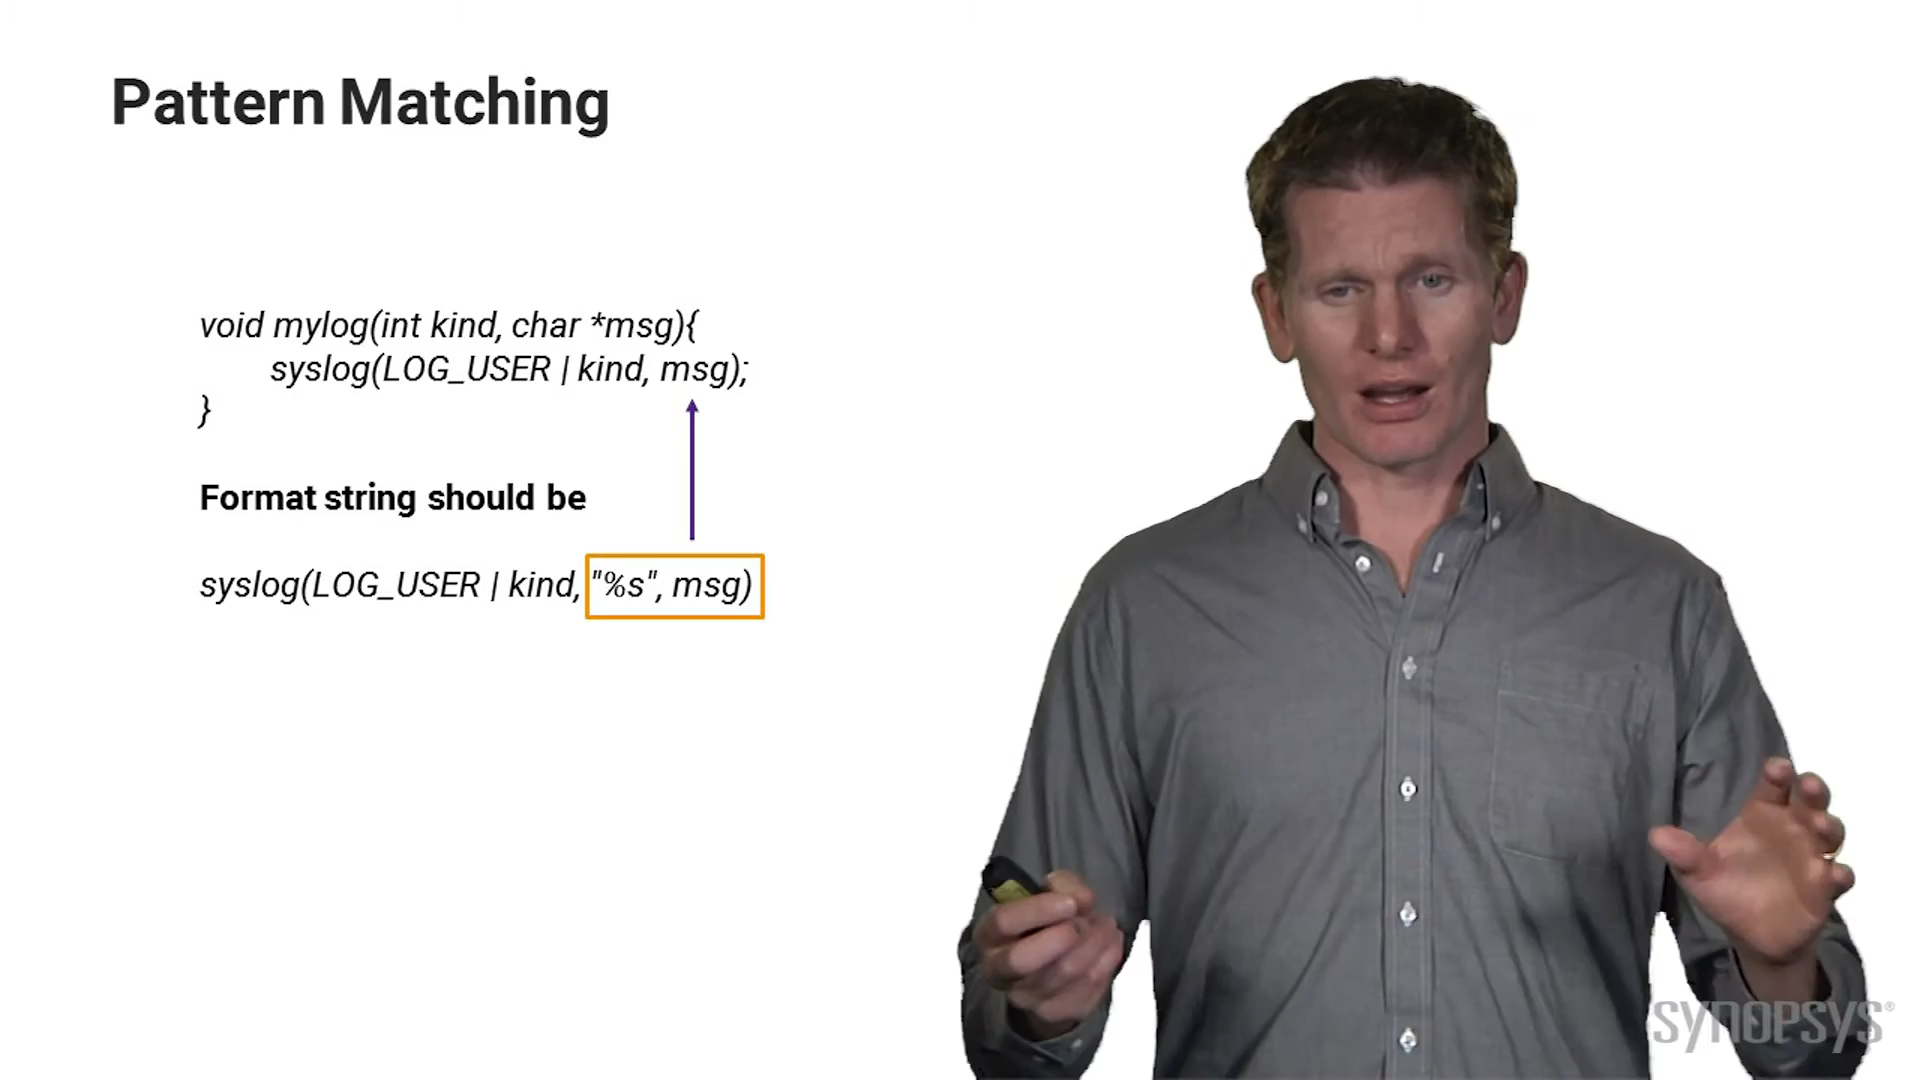 Pattern Matching
void mylog(int kind, char *msg){
syslog(LOG_USER | kind, msg);
}
Format string should be
syslog(LOG_USER | kind, "%s", msg)
SYNOPSYS®